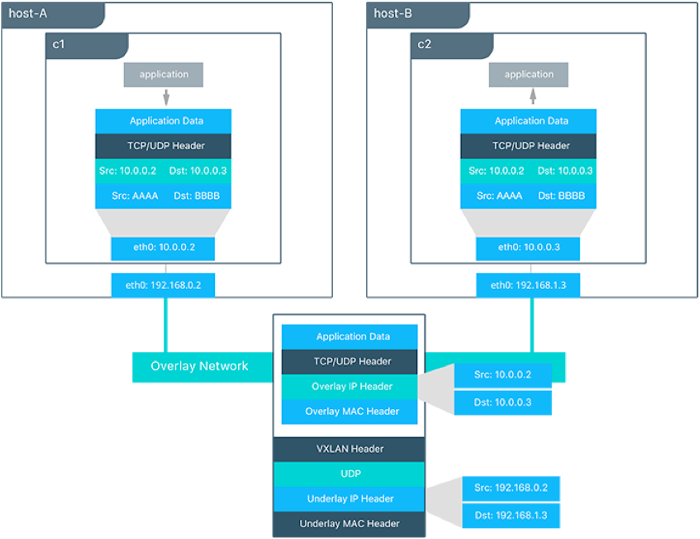 host-A
c1
application
Application Data
TCP/UDP Header
Src: 10.0.0.2 Dst: 10.0.0.3
Src: AAAA Dst: BBBB
eth0: 10.0.0.2
eth0: 192.168.0.2
host-B
c2
application
Application Data
TCP/UDP Header
Src: 10.0.0.2 Dst: 10.0.0.3
Src: AAAA Dst: BBBB
eth0: 10.0.0.3
eth0: 192.168.1.3
Overlay Network
Application Data
TCP/UDP Header
Overlay IP Header
Overlay MAC Header
Src: 10.0.0.2
Dst: 10.0.0.3
VXLAN Header
UDP
Underlay IP Header
Underlay MAC Header
Src: 192.168.0.2
Dst: 192.168.1.3